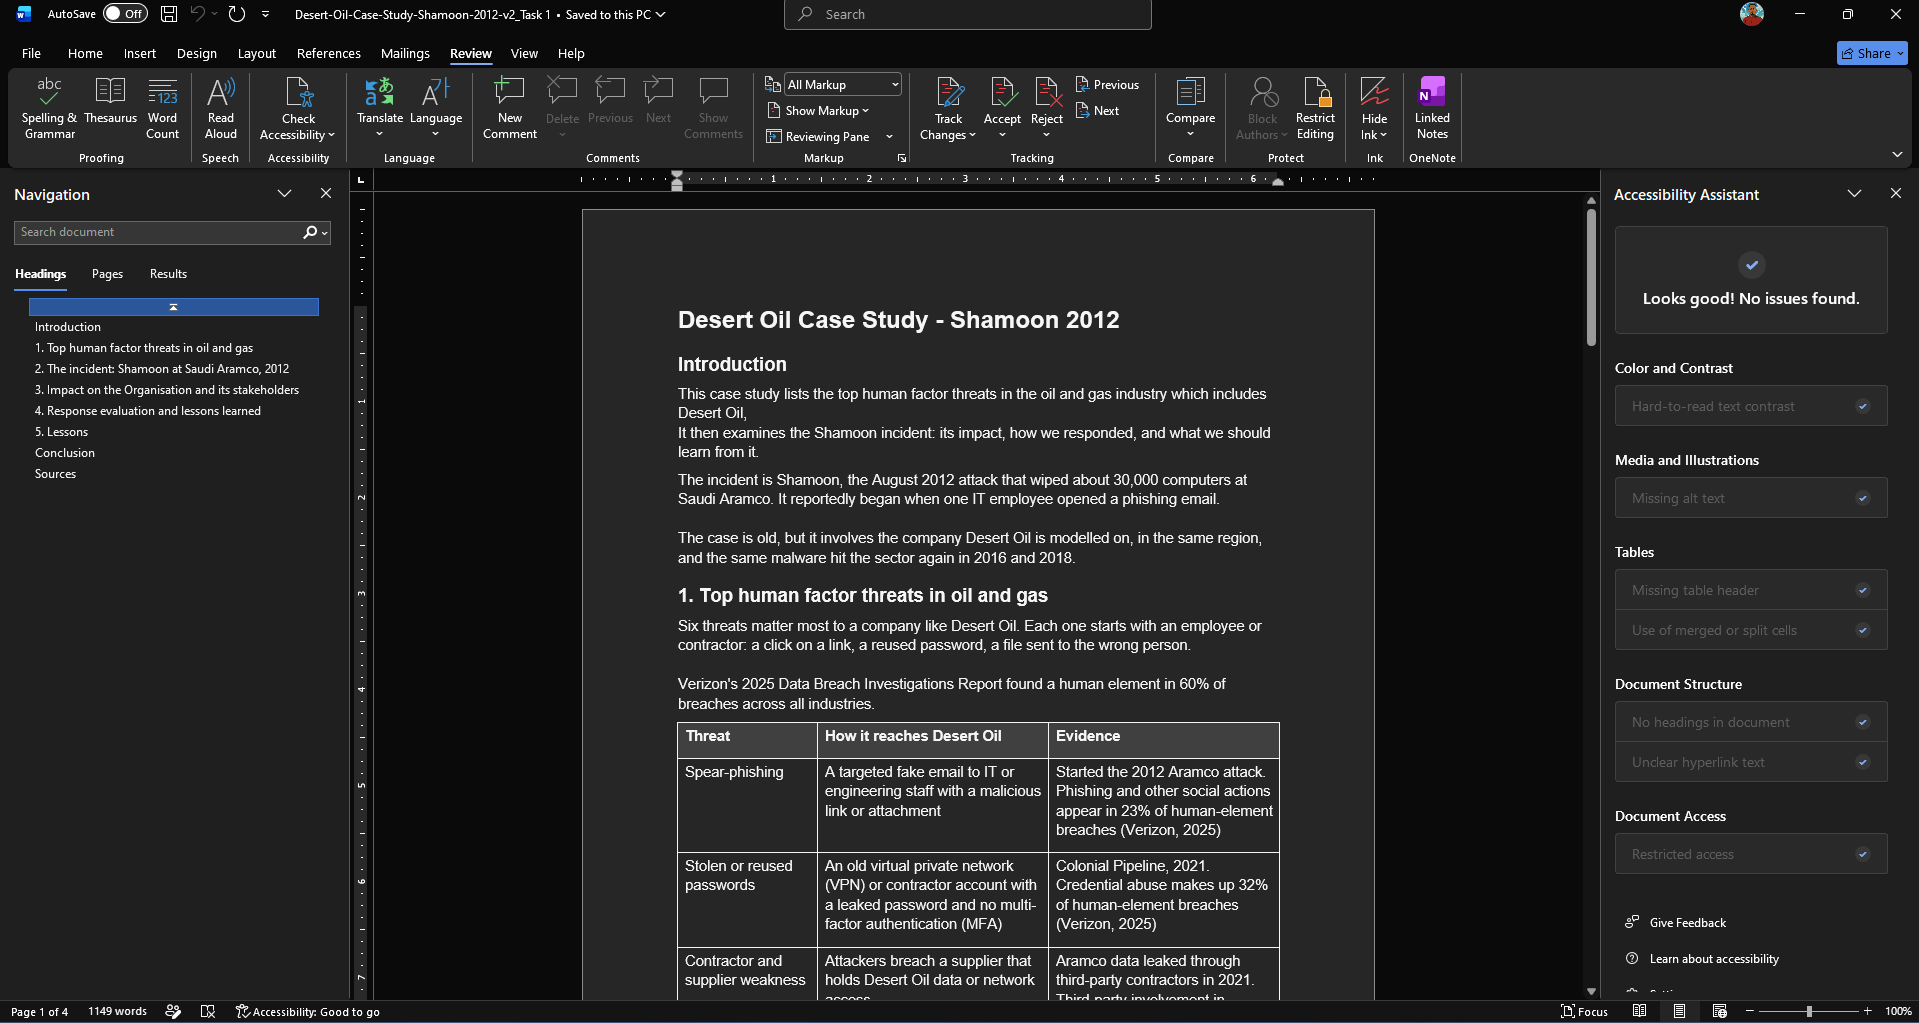 AutoSave Off Desert-Oil-Case-Study-Shamoon-2012-v2_Task 1 • Saved to this PC Search
File Home Insert Design Layout References Mailings Review View Help Share
abc Spelling & Grammar
Thesaurus
123 Word Count
Proofing
Read Aloud
Speech
Check Accessibility
Accessibility
Translate
Language
Language
New Comment
Delete
Previous
Next
Show Comments
Comments
All Markup
Show Markup
Reviewing Pane
Markup
Track Changes
Accept
Reject
Previous
Next
Tracking
Compare
Compare
Block Authors
Restrict Editing
Protect
Hide Ink
Ink
N
Linked Notes
OneNote
Navigation
Search document
Headings Pages Results
Introduction
1. Top human factor threats in oil and gas
2. The incident: Shamoon at Saudi Aramco, 2012
3. Impact on the Organisation and its stakeholders
4. Response evaluation and lessons learned
5. Lessons
Conclusion
Sources
1 2 3 4 5 6
1
2
3
4
5
6
7
Desert Oil Case Study - Shamoon 2012
Introduction
This case study lists the top human factor threats in the oil and gas industry which includes
Desert Oil,
It then examines the Shamoon incident: its impact, how we responded, and what we should
learn from it.
The incident is Shamoon, the August 2012 attack that wiped about 30,000 computers at
Saudi Aramco. It reportedly began when one IT employee opened a phishing email.
The case is old, but it involves the company Desert Oil is modelled on, in the same region,
and the same malware hit the sector again in 2016 and 2018.
1. Top human factor threats in oil and gas
Six threats matter most to a company like Desert Oil. Each one starts with an employee or
contractor: a click on a link, a reused password, a file sent to the wrong person.
Verizon's 2025 Data Breach Investigations Report found a human element in 60% of
breaches across all industries.
Threat How it reaches Desert Oil Evidence
Spear-phishing
A targeted fake email to IT or
engineering staff with a malicious
link or attachment
Started the 2012 Aramco attack.
Phishing and other social actions
appear in 23% of human-element
breaches (Verizon, 2025)
Stolen or reused
passwords
An old virtual private network
(VPN) or contractor account with
a leaked password and no multi-
factor authentication (MFA)
Colonial Pipeline, 2021.
Credential abuse makes up 32%
of human-element breaches
(Verizon, 2025)
Contractor and
supplier weakness
Attackers breach a supplier that
holds Desert Oil data or network
access
Aramco data leaked through
third-party contractors in 2021.
Third-party involvement in
Accessibility Assistant
Looks good! No issues found.
Color and Contrast
Hard-to-read text contrast
Media and Illustrations
Missing alt text
Tables
Missing table header
Use of merged or split cells
Document Structure
No headings in document
Unclear hyperlink text
Document Access
Restricted access
Give Feedback
Learn about accessibility
Page 1 of 4 1149 words Accessibility: Good to go Focus 100%